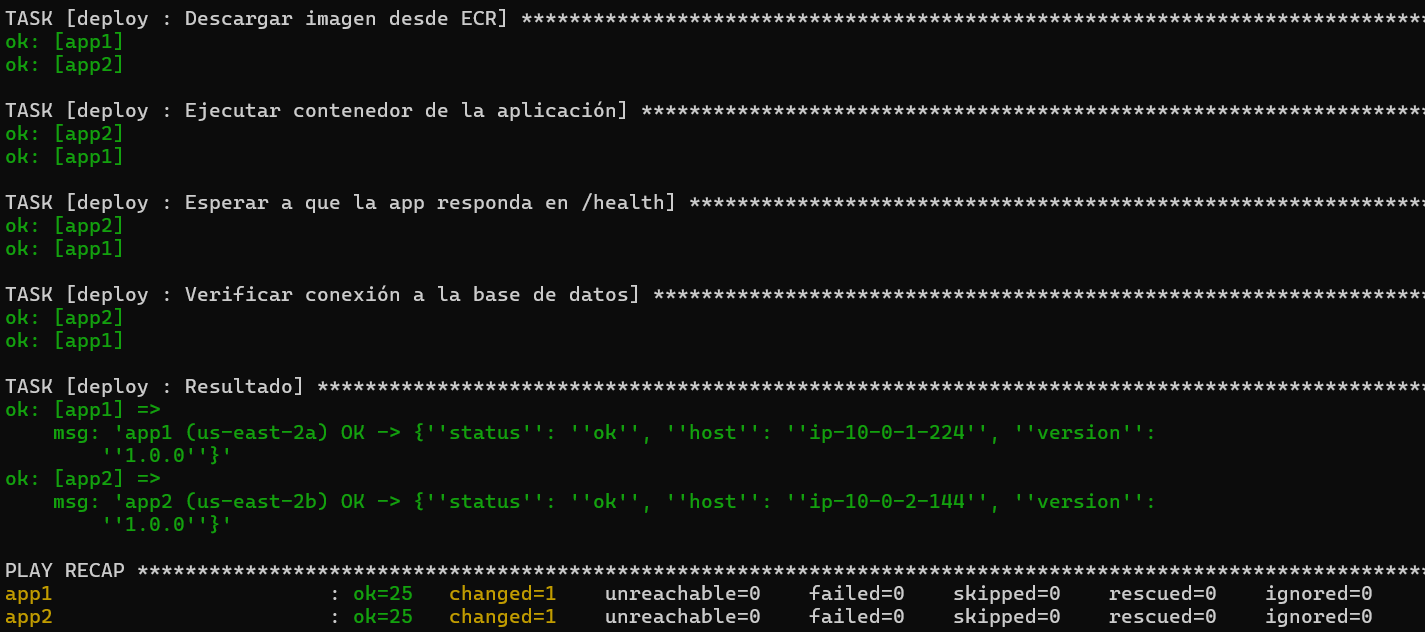 TASK [deploy : Descargar imagen desde ECR] ****************************************************************************
ok: [app1]
ok: [app2]
TASK [deploy : Ejecutar contenedor de la aplicación] ******************************************************************
ok: [app2]
ok: [app1]
TASK [deploy : Esperar a que la app responda en /health] **************************************************************
ok: [app2]
ok: [app1]
TASK [deploy : Verificar conexión a la base de datos] *****************************************************************
ok: [app2]
ok: [app1]
TASK [deploy : Resultado] *********************************************************************************************
ok: [app1] =>
    msg: 'app1 (us-east-2a) OK -> {''status'': ''ok'', ''host'': ''ip-10-0-1-224'', ''version'':
        ''1.0.0''}'
ok: [app2] =>
    msg: 'app2 (us-east-2b) OK -> {''status'': ''ok'', ''host'': ''ip-10-0-2-144'', ''version'':
        ''1.0.0''}'
PLAY RECAP ************************************************************************************************************
app1                       : ok=25   changed=1    unreachable=0    failed=0    skipped=0    rescued=0    ignored=0
app2                       : ok=25   changed=1    unreachable=0    failed=0    skipped=0    rescued=0    ignored=0